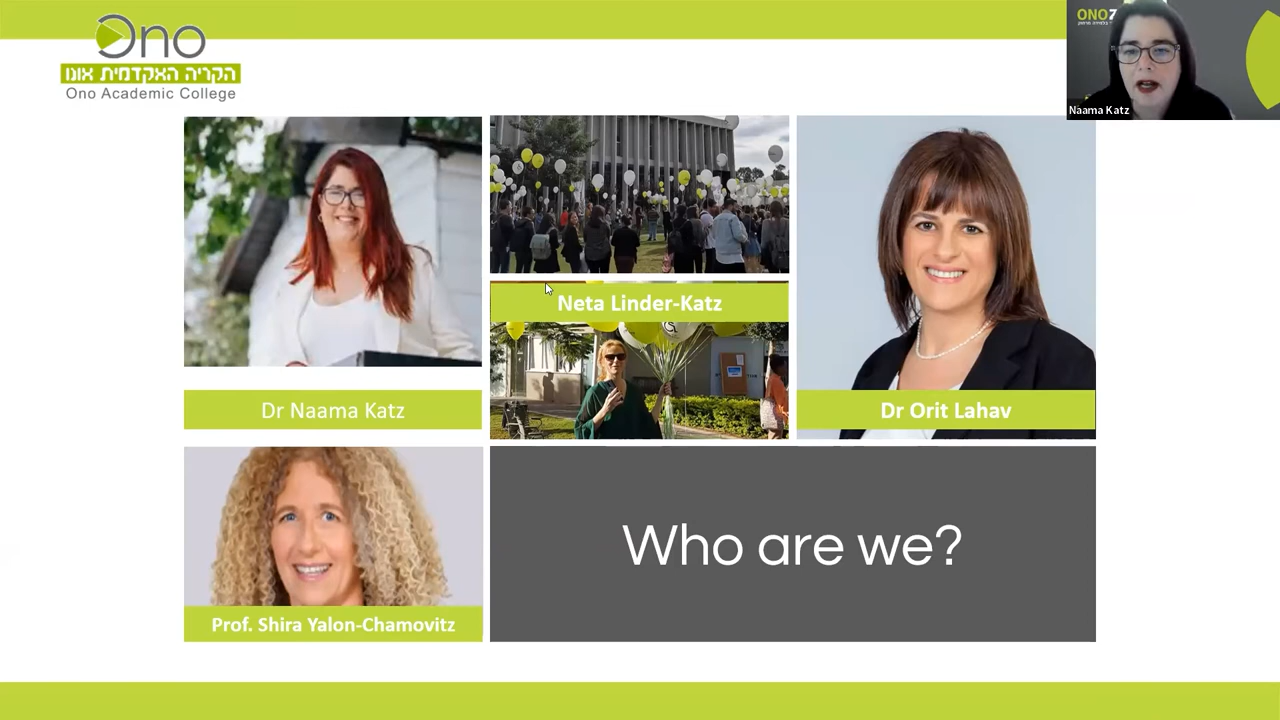 Ono
הקריה האקדמית אונו
Ono Academic College
ONO
Naama Katz
Neta Linder-Katz
Dr Naama Katz
Dr Orit Lahav
Prof. Shira Yalon-Chamovitz
Who are we?